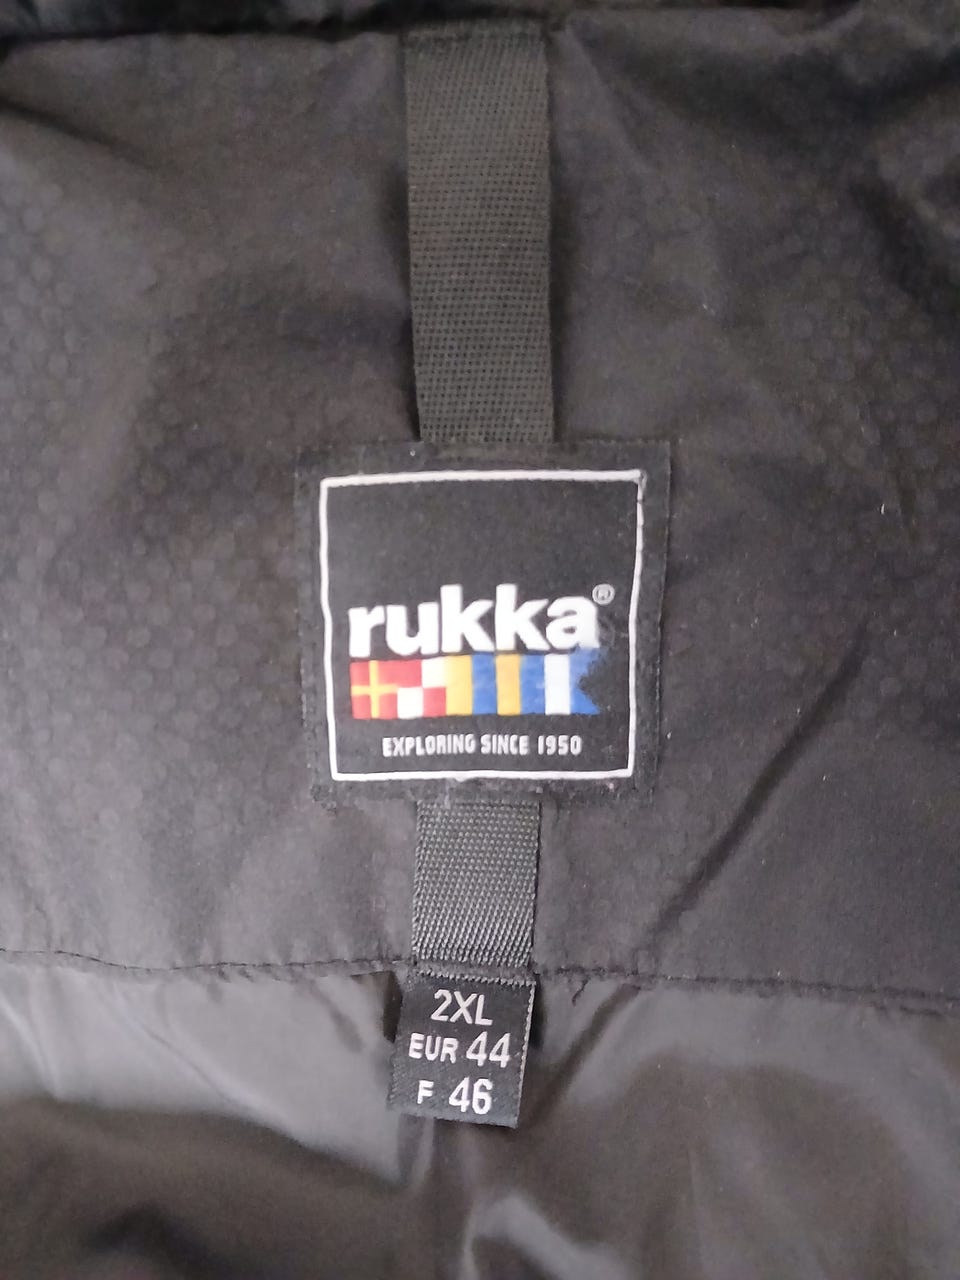 rukka®
EXPLORING SINCE 1950
2XL
EUR 44
F 46